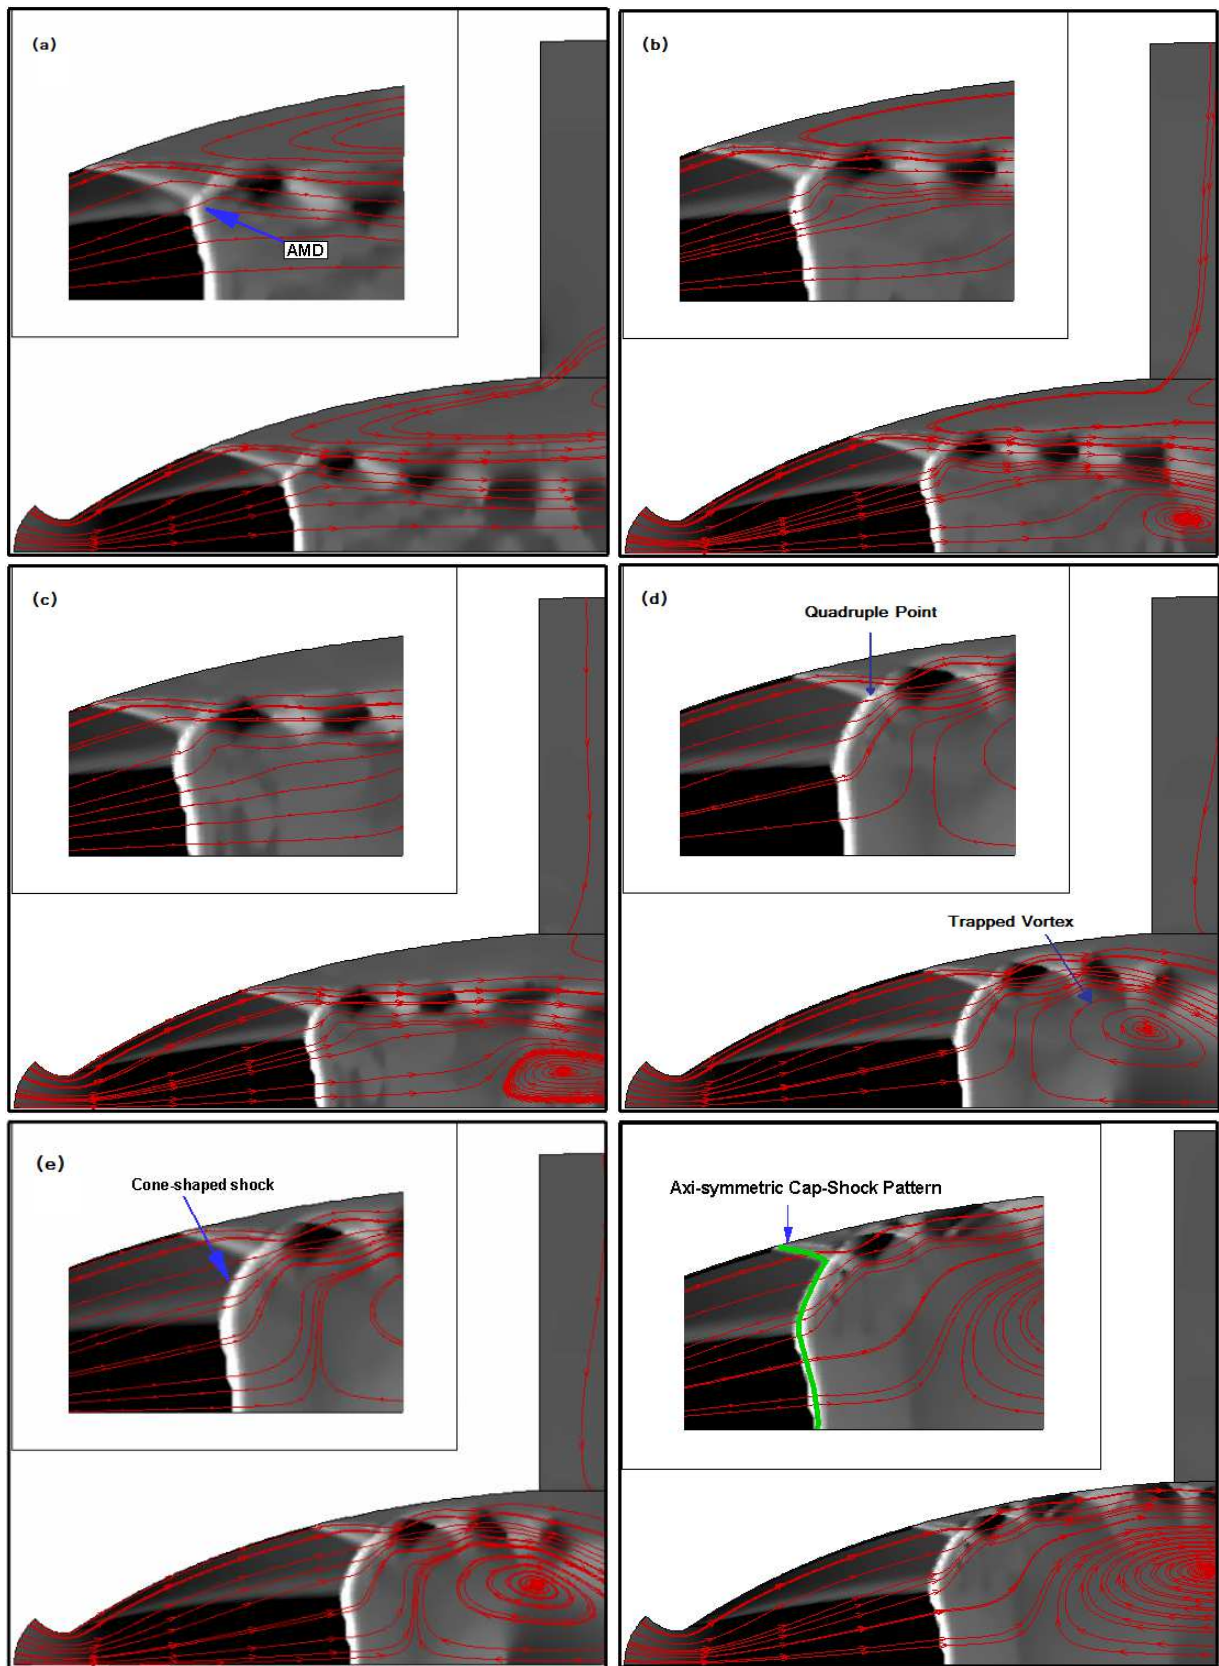 (a)
AMD
(b)
(c)
(d)
Quadruple Point
Trapped Vortex
(e)
Cone-shaped shock
Axi-symmetric Cap-Shock Pattern